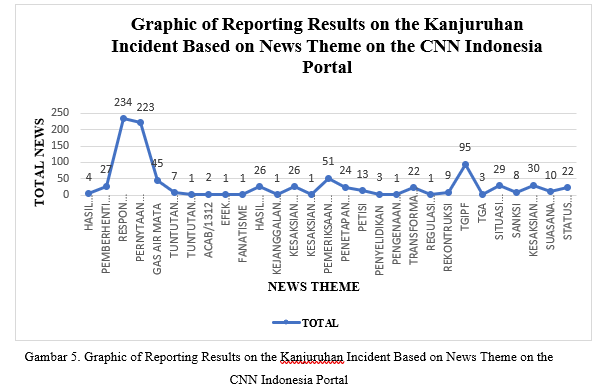 Graphic of Reporting Results on the Kanjuruhan
Incident Based on News Theme on the CNN Indonesia
Portal
TOTAL NEWS
250
200
150
100
50
0
4
27
234
223
45
7
1
2
1
1
26
1
26
1
51
24
13
3
1
22
1
9
95
3
29
8
30
10
22
HASIL...
PEMBERHENTI...
RESPON...
PERNYTAAN...
GAS AIR MATA
TUNTUTAN...
TUNTUTAN...
ACAB/1312
EFEK...
FANATISME
HASIL...
KEJANGGALAN
KESAKSIAN...
KESAKSIAN...
PEMERIKSAAN...
PENETAPAN...
PETISI
PENYELIDIKAN
PENGENAAN...
TRANSFORMA...
REGULASI...
REKONTRUKSI
TGIPF
TGA
SITUASI...
SANKSI
KESAKSIAN...
SUASANA...
STATUS...
NEWS THEME
TOTAL
Gambar 5. Graphic of Reporting Results on the Kanjuruhan Incident Based on News Theme on the
CNN Indonesia Portal